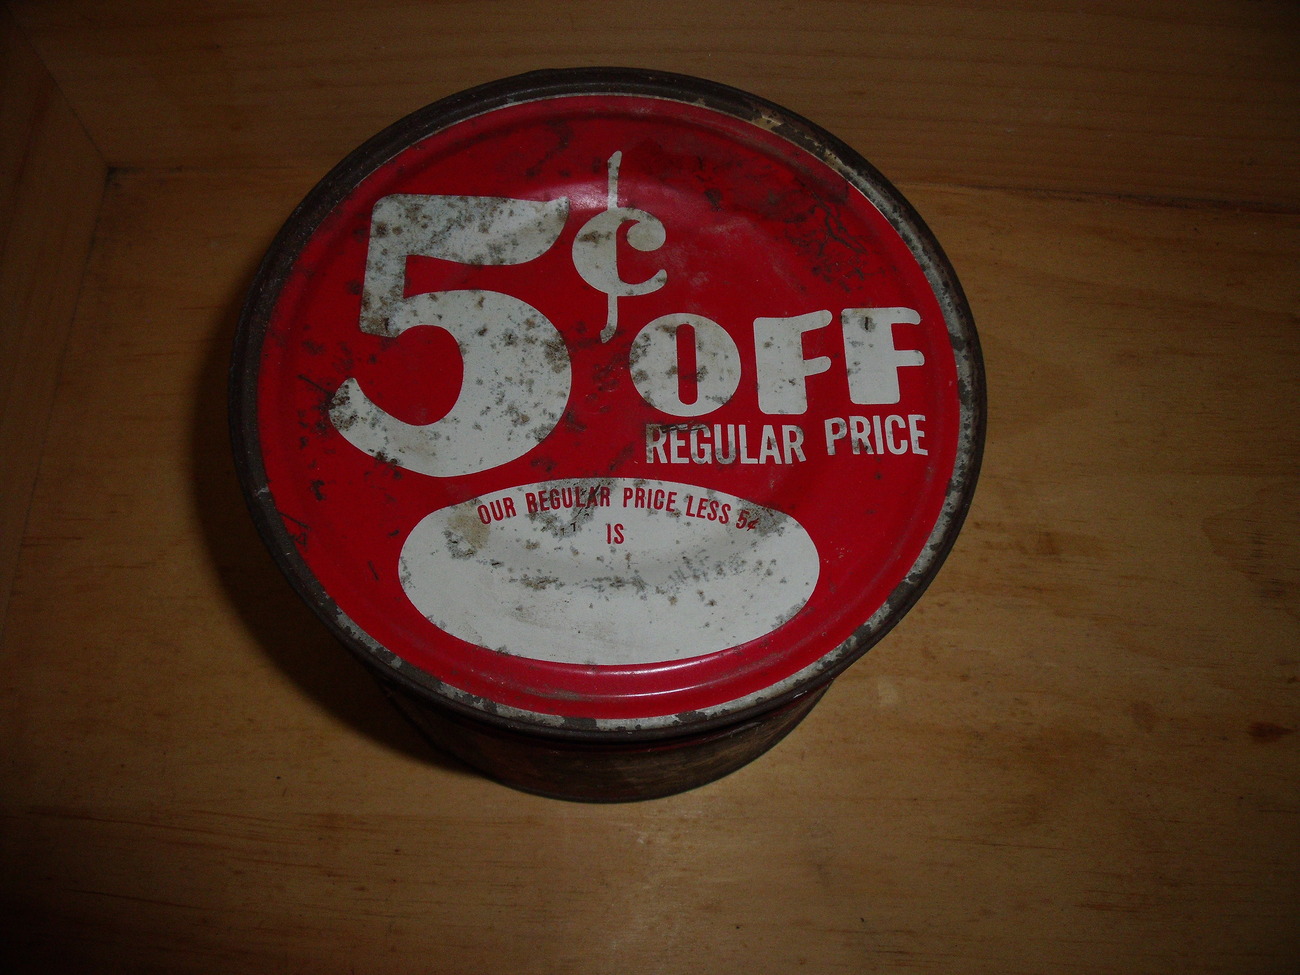 5¢ OFF
REGULAR PRICE
OUR REGULAR PRICE LESS 5¢
IS